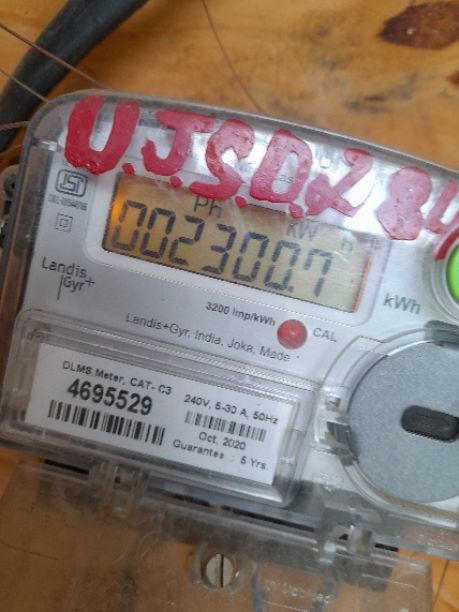 U.J.S.D.284
Ph kW h
002300.7
kWh
Landis
Gyr+
3200 Imp/kWh
CAL
Landis+Gyr, India, Joka, Made
DLMS Meter, CAT- C3
4695529
240V, 5-30 A, 50Hz
Oct, 2020
Guarantee : 5 Yrs.